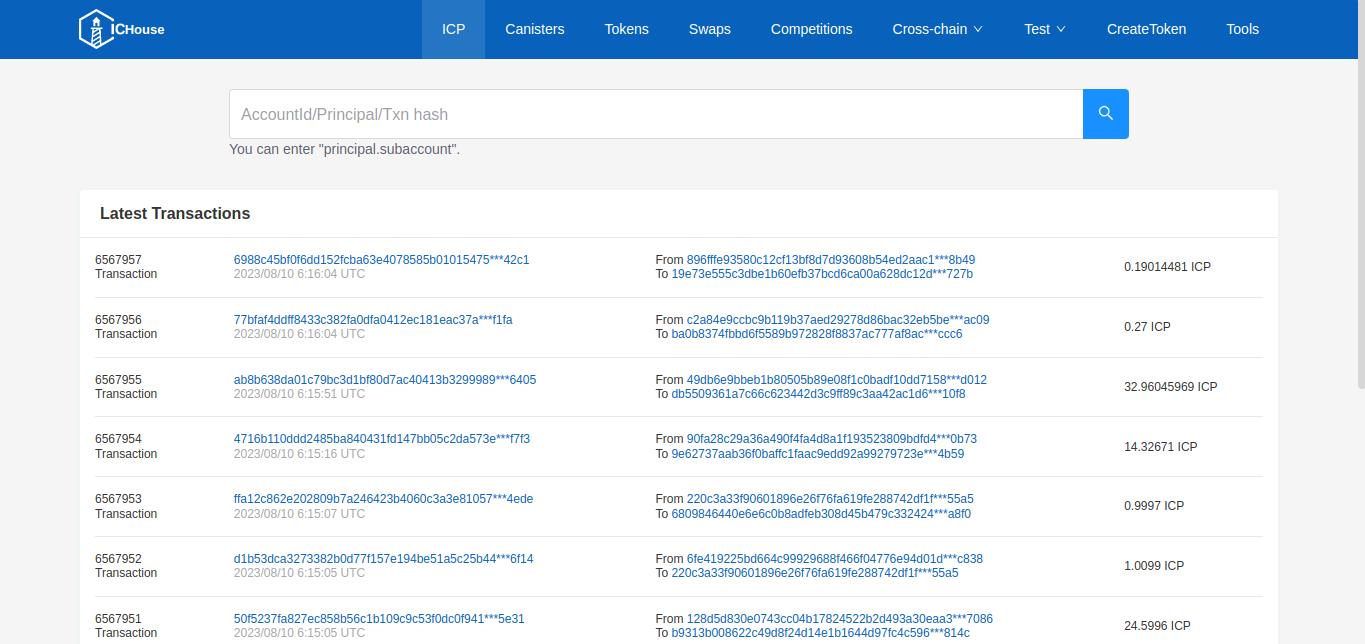 ICHouse ICP Canisters Tokens Swaps Competitions Cross-chain Test CreateToken Tools
AccountId/Principal/Txn hash
You can enter "principal.subaccount".
Latest Transactions
6567957 6988c45bf0f6dd152fcba63e4078585b01015475***42c1 From 896fffe93580c12cf13bf8d7d93608b54ed2aac1***8b49 0.19014481 ICP
Transaction 2023/08/10 6:16:04 UTC To 19e73e555c3dbe1b60efb37bcd6ca00a628dc12d***727b
6567956 77bfaf4ddff8433c382fa0dfa0412ec181eac37a***f1fa From c2a84e9ccbc9b119b37aed29278d86bac32eb5be***ac09 0.27 ICP
Transaction 2023/08/10 6:16:04 UTC To ba0b8374fbbd6f5589b972828f8837ac777af8ac***ccc6
6567955 ab8b638da01c79bc3d1bf80d7ac40413b3299989***6405 From 49db6e9bbeb1b80505b89e08f1c0badf10dd7158***d012 32.96045969 ICP
Transaction 2023/08/10 6:15:51 UTC To db5509361a7c66c623442d3c9ff89c3aa42ac1d6***10f8
6567954 4716b110ddd2485ba840431fd147bb05c2da573e***f7f3 From 90fa28c29a36a490f4fa4d8a1f193523809bdfd4***0b73 14.32671 ICP
Transaction 2023/08/10 6:15:16 UTC To 9e62737aab36f0baffc1faac9edd92a99279723e***4b59
6567953 ffa12c862e202809b7a246423b4060c3a3e81057***4ede From 220c3a33f90601896e26f76fa619fe288742df1f***55a5 0.9997 ICP
Transaction 2023/08/10 6:15:07 UTC To 6809846440e6e6c0b8adfeb308d45b479c332424***a8f0
6567952 d1b53dca3273382b0d77f157e194be51a5c25b44***6f14 From 6fe419225bd664c99929688f466f04776e94d01d***c838 1.0099 ICP
Transaction 2023/08/10 6:15:05 UTC To 220c3a33f90601896e26f76fa619fe288742df1f***55a5
6567951 50f5237fa827ec858b56c1b109c9c53f0dc0f941***5e31 From 128d5d830e0743cc04b17824522b2d493a30eaa3***7086 24.5996 ICP
Transaction 2023/08/10 6:15:05 UTC To b9313b008622c49d8f24d14e1b1644d97fc4c596***814c